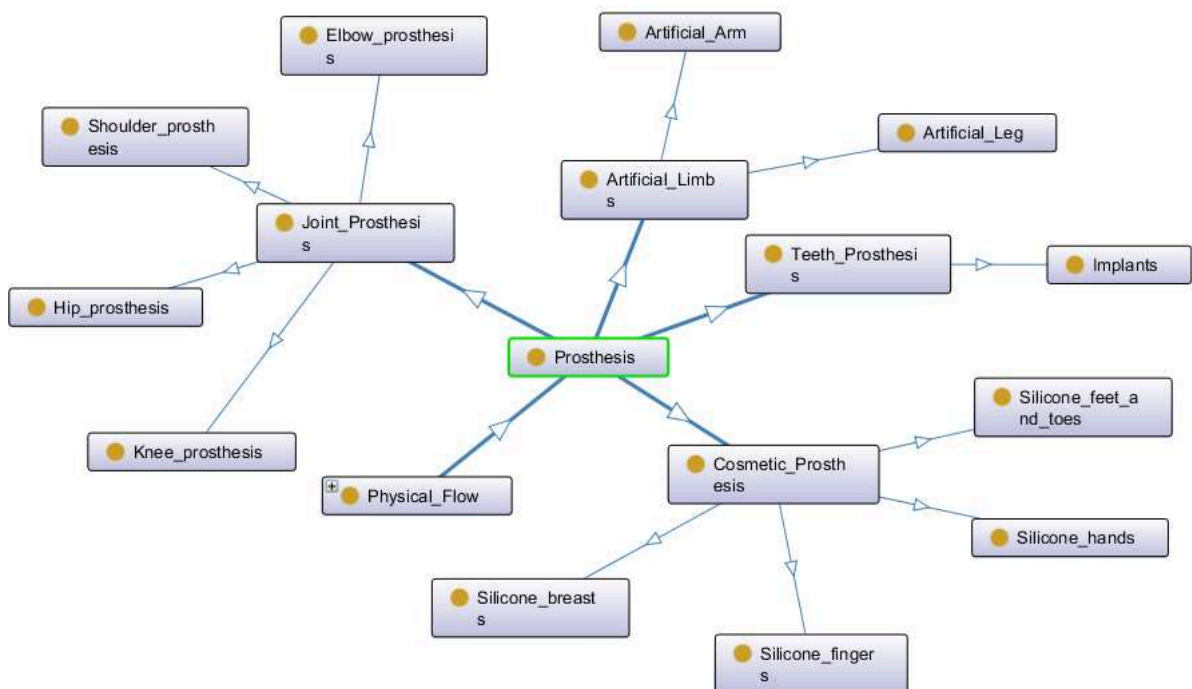 Elbow_prosthesi
s
Artificial_Arm
Shoulder_prosth
esis
Artificial_Leg
Artificial_Limb
s
Joint_Prosthesi
s
Teeth_Prosthesi
s
Implants
Hip_prosthesis
Prosthesis
Silicone_feet_a
nd_toes
Knee_prosthesis
Cosmetic_Prosth
esis
Physical_Flow
Silicone_hands
Silicone_breast
s
Silicone_finger
s